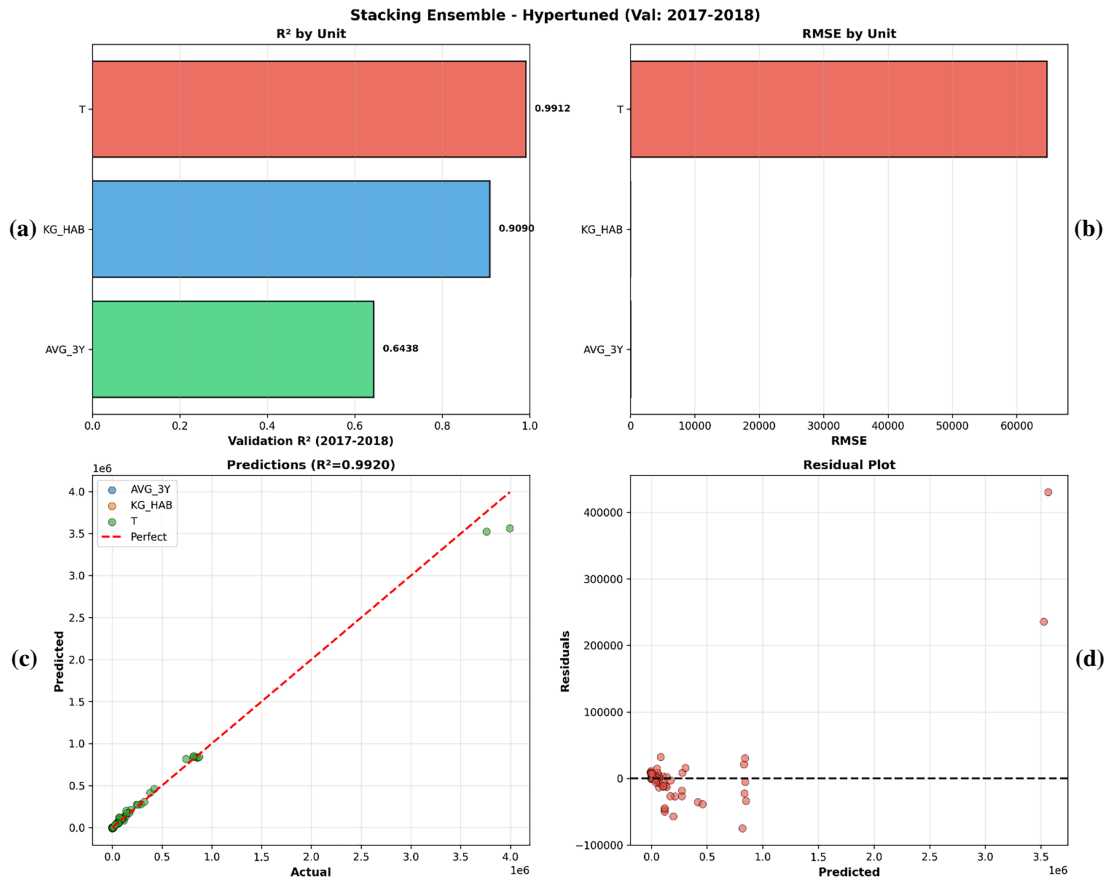 Stacking Ensemble - Hypertuned (Val: 2017-2018)
R² by Unit
T
KG_HAB
AVG_3Y
0.9912
0.9090
0.6438
0.0 0.2 0.4 0.6 0.8 1.0
Validation R² (2017-2018)
(a)
RMSE by Unit
T
KG_HAB
AVG_3Y
0 10000 20000 30000 40000 50000 60000
RMSE
(b)
Predictions (R²=0.9920)
1e6
AVG_3Y
KG_HAB
T
Perfect
4.0
3.5
3.0
2.5
2.0
1.5
1.0
0.5
0.0
Predicted
0.0 0.5 1.0 1.5 2.0 2.5 3.0 3.5 4.0
1e6
Actual
(c)
Residual Plot
400000
300000
200000
100000
0
−100000
Residuals
0.0 0.5 1.0 1.5 2.0 2.5 3.0 3.5
1e6
Predicted
(d)